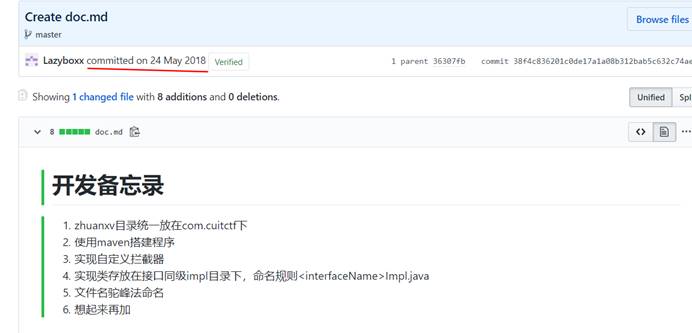 Create doc.md
Browse files
master
Lazyboxx committed on 24 May 2018 Verified
1 parent 36307fb commit 38f4c836201c0de17a1a08b312bab5c632c74ae
Showing 1 changed file with 8 additions and 0 deletions.
Unified Spl
8 doc.md
开发备忘录
1. zhuanxv目录统一放在com.cuitctf下
2. 使用maven搭建程序
3. 实现自定义拦截器
4. 实现类存放在接口同级impl目录下，命名规则<interfaceName>Impl.java
5. 文件名驼峰法命名
6. 想起来再加